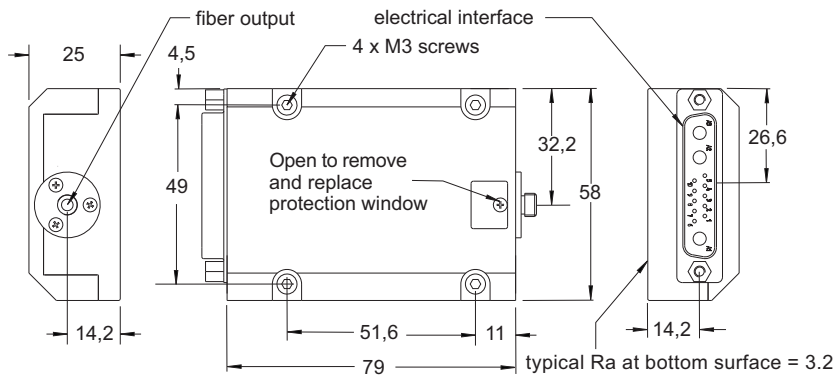 fiber output
electrical interface
25
4,5
4 x M3 screws
26,6
32,2
49
Open to remove
and replace
protection window
58
14,2
51,6
11
14,2
79
typical Ra at bottom surface = 3.2